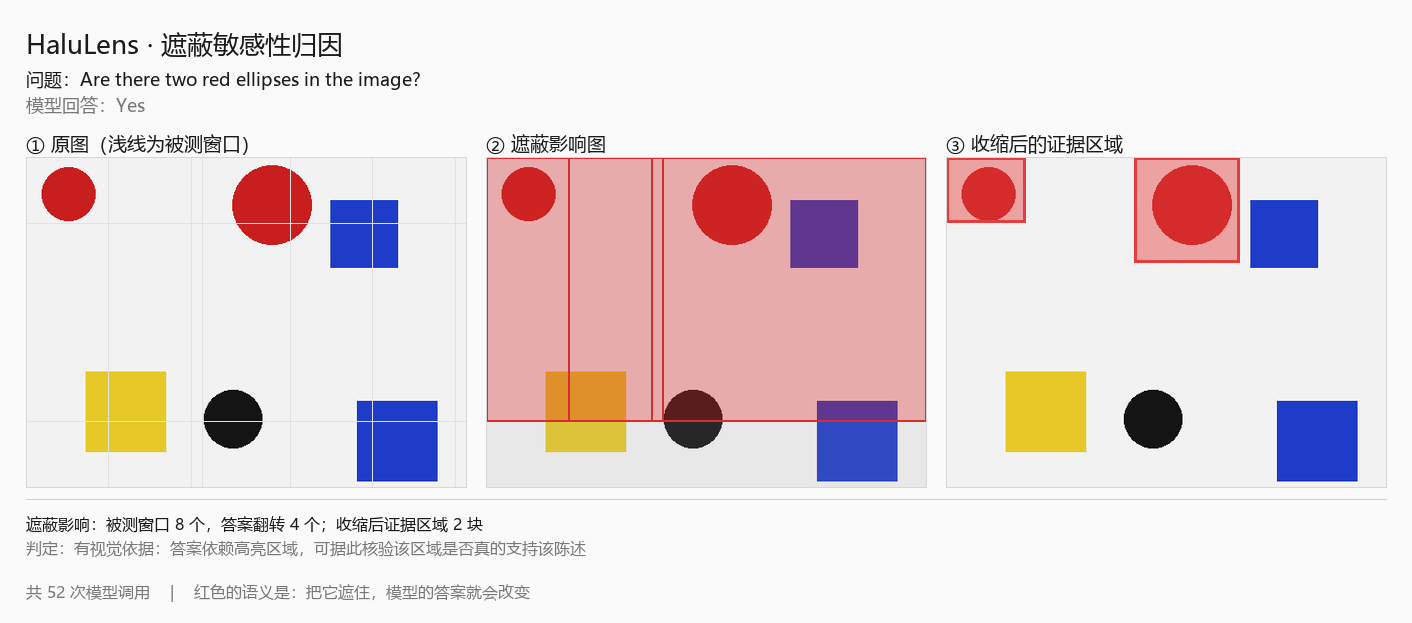 HaluLens · 遮蔽敏感性归因
问题：Are there two red ellipses in the image?
模型回答：Yes
① 原图（浅线为被测窗口）
② 遮蔽影响图
③ 收缩后的证据区域
遮蔽影响：被测窗口 8 个，答案翻转 4 个；收缩后证据区域 2 块
判定：有视觉依据：答案依赖高亮区域，可据此核验该区域是否真的支持该陈述
共 52 次模型调用 | 红色的语义是：把它遮住，模型的答案就会改变